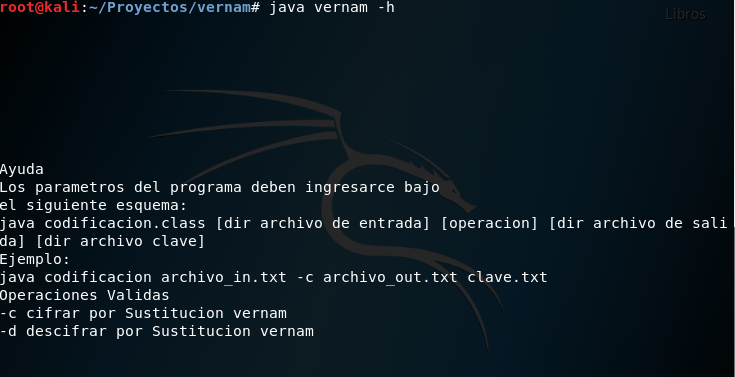 root@kali:~/Proyectos/vernam# java vernam -h
Libros
Ayuda
Los parametros del programa deben ingresarce bajo
el siguiente esquema:
java codificacion.class [dir archivo de entrada] [operacion] [dir archivo de sali
da] [dir archivo clave]
Ejemplo:
java codificacion archivo_in.txt -c archivo_out.txt clave.txt
Operaciones Validas
-c cifrar por Sustitucion vernam
-d descifrar por Sustitucion vernam